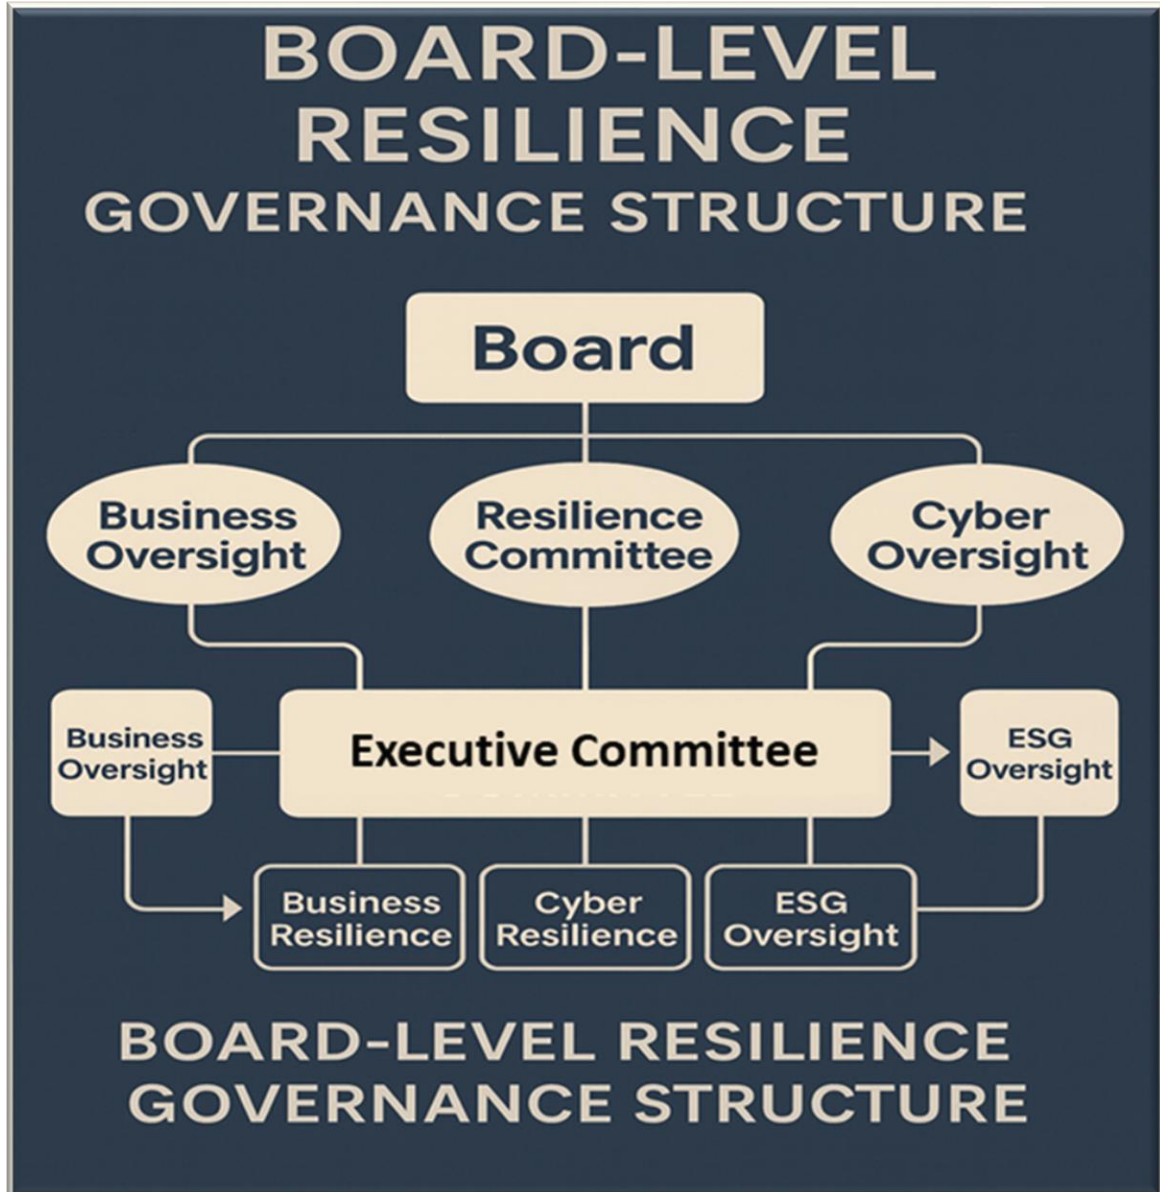 BOARD-LEVEL
RESILIENCE
GOVERNANCE STRUCTURE
Board
Business
Oversight
Resilience
Committee
Cyber
Oversight
Business
Oversight
Executive Committee
ESG
Oversight
Business
Resilience
Cyber
Resilience
ESG
Oversight
BOARD-LEVEL RESILIENCE
GOVERNANCE STRUCTURE